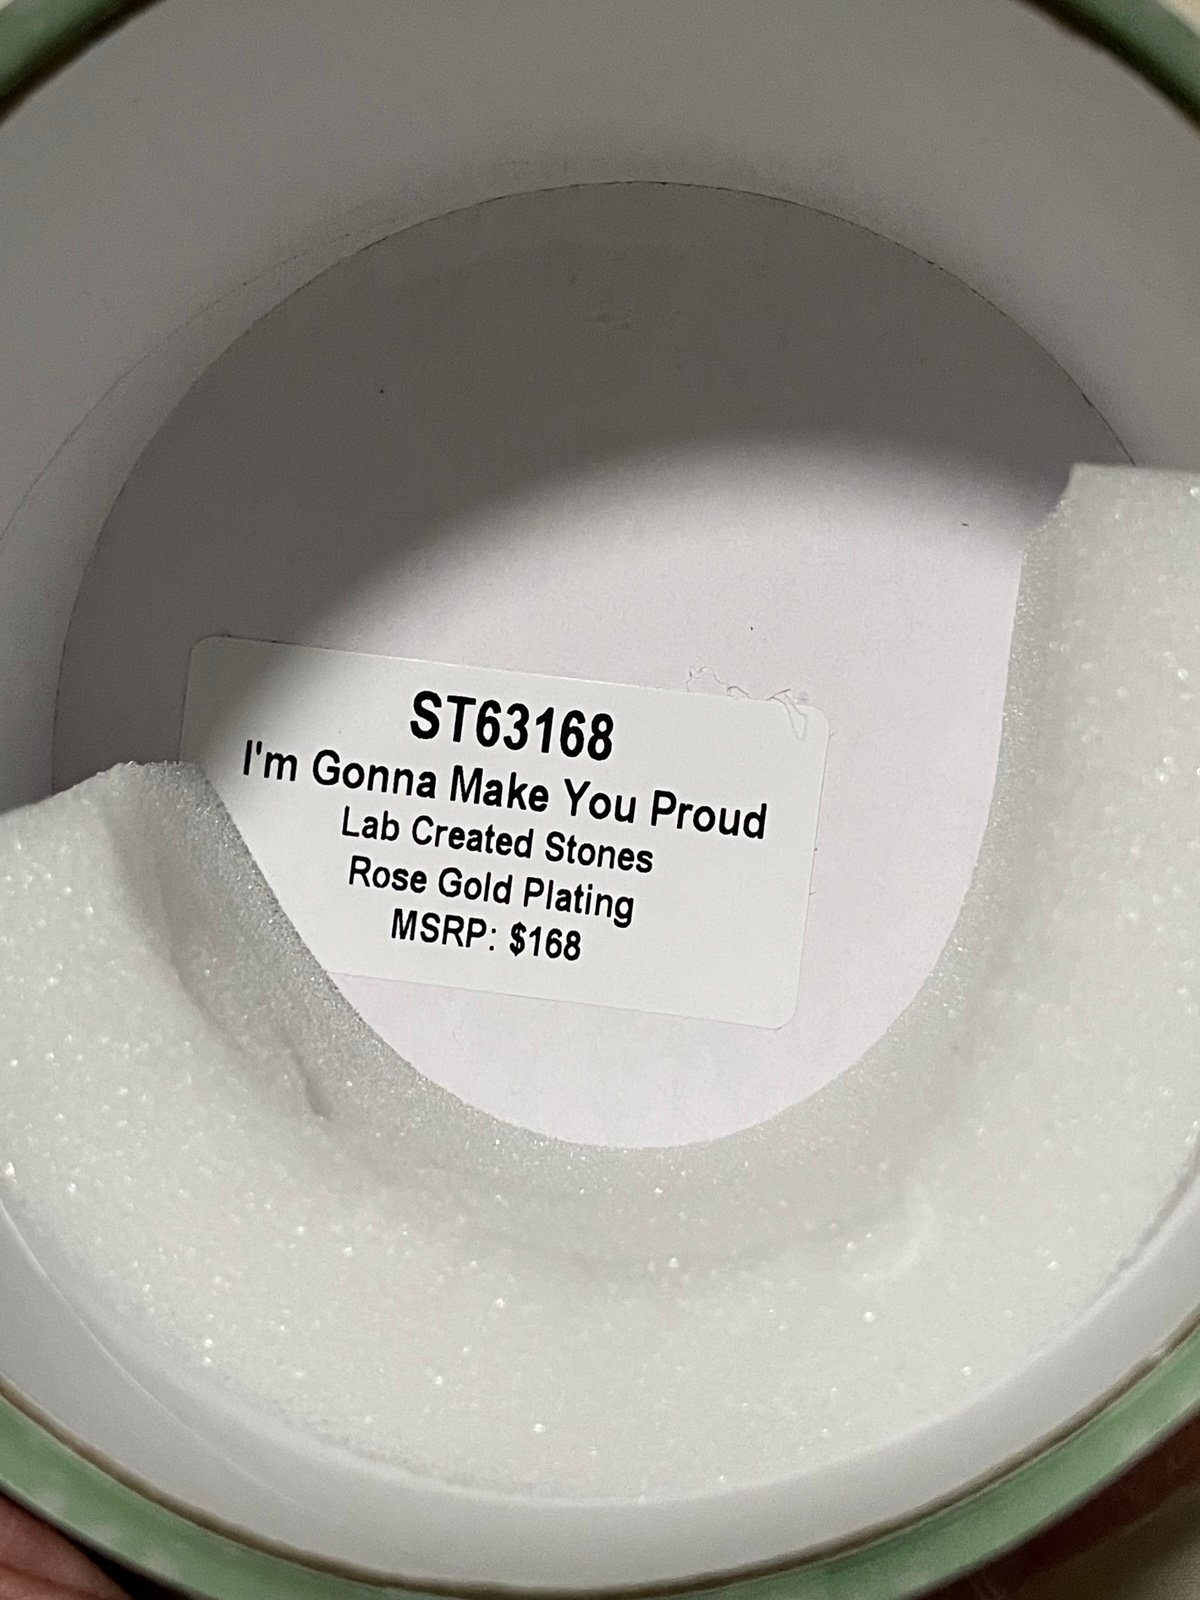 ST63168
I'm Gonna Make You Proud
Lab Created Stones
Rose Gold Plating
MSRP: $168